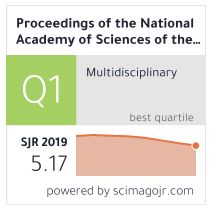 Proceedings of the National
Academy of Sciences of the...
Q1
Multidisciplinary
best quartile
SJR 2019
5.17
powered by scimagojr.com